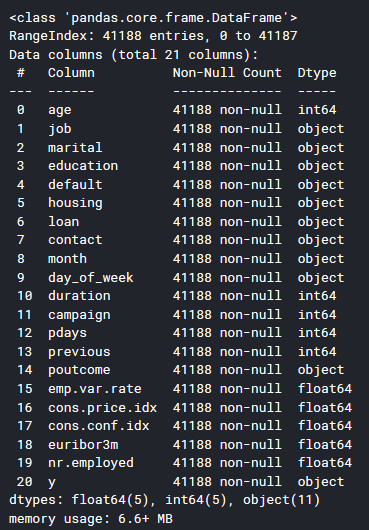 <class 'pandas.core.frame.DataFrame'>
RangeIndex: 41188 entries, 0 to 41187
Data columns (total 21 columns):
 #   Column          Non-Null Count  Dtype
---  ------          --------------  -----
 0   age             41188 non-null  int64
 1   job             41188 non-null  object
 2   marital         41188 non-null  object
 3   education       41188 non-null  object
 4   default         41188 non-null  object
 5   housing         41188 non-null  object
 6   loan            41188 non-null  object
 7   contact         41188 non-null  object
 8   month           41188 non-null  object
 9   day_of_week     41188 non-null  object
 10  duration        41188 non-null  int64
 11  campaign        41188 non-null  int64
 12  pdays           41188 non-null  int64
 13  previous        41188 non-null  int64
 14  poutcome        41188 non-null  object
 15  emp.var.rate    41188 non-null  float64
 16  cons.price.idx  41188 non-null  float64
 17  cons.conf.idx   41188 non-null  float64
 18  euribor3m       41188 non-null  float64
 19  nr.employed     41188 non-null  float64
 20  y               41188 non-null  object
dtypes: float64(5), int64(5), object(11)
memory usage: 6.6+ MB